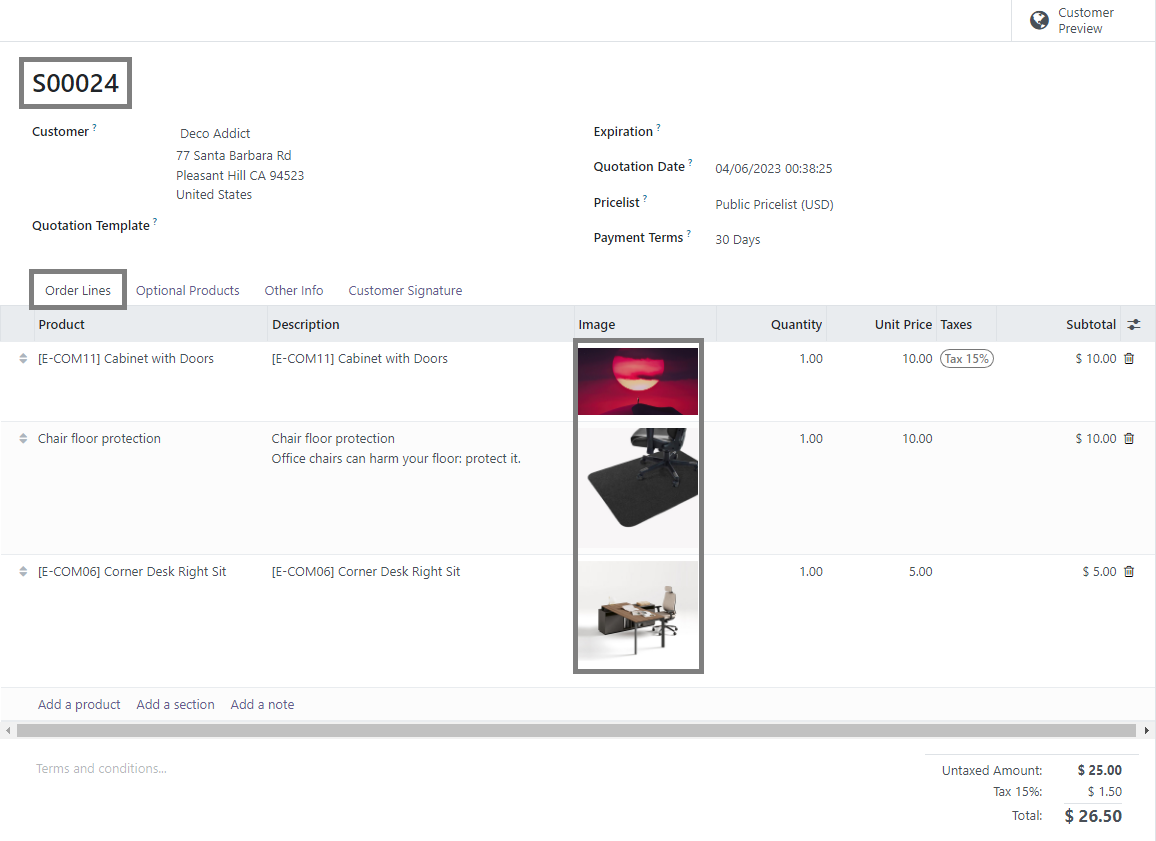 Customer
Preview
S00024
Customer ?
Deco Addict
77 Santa Barbara Rd
Pleasant Hill CA 94523
United States
Quotation Template ?
Expiration ?
Quotation Date ? 04/06/2023 00:38:25
Pricelist ? Public Pricelist (USD)
Payment Terms ? 30 Days
Order Lines Optional Products Other Info Customer Signature
Product Description Image Quantity Unit Price Taxes Subtotal
[E-COM11] Cabinet with Doors [E-COM11] Cabinet with Doors 1.00 10.00 Tax 15% $ 10.00
Chair floor protection Chair floor protection 1.00 10.00 $ 10.00
Office chairs can harm your floor: protect it.
[E-COM06] Corner Desk Right Sit [E-COM06] Corner Desk Right Sit 1.00 5.00 $ 5.00
Add a product Add a section Add a note
Terms and conditions...
Untaxed Amount: $ 25.00
Tax 15%: $ 1.50
Total: $ 26.50